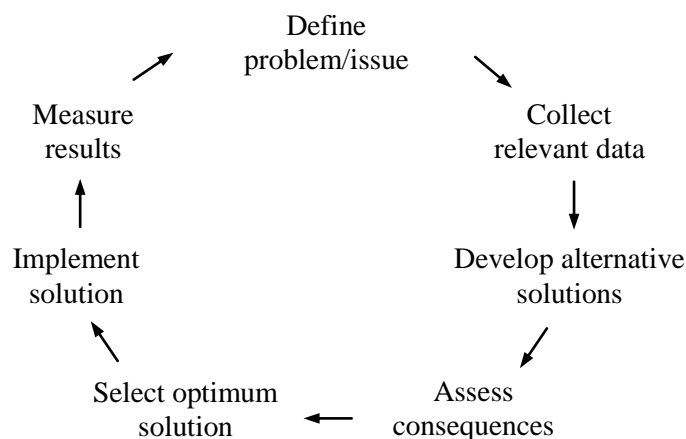 Define
problem/issue
Collect
relevant data
Develop alternative
solutions
Assess
consequences
Select optimum
solution
Implement
solution
Measure
results